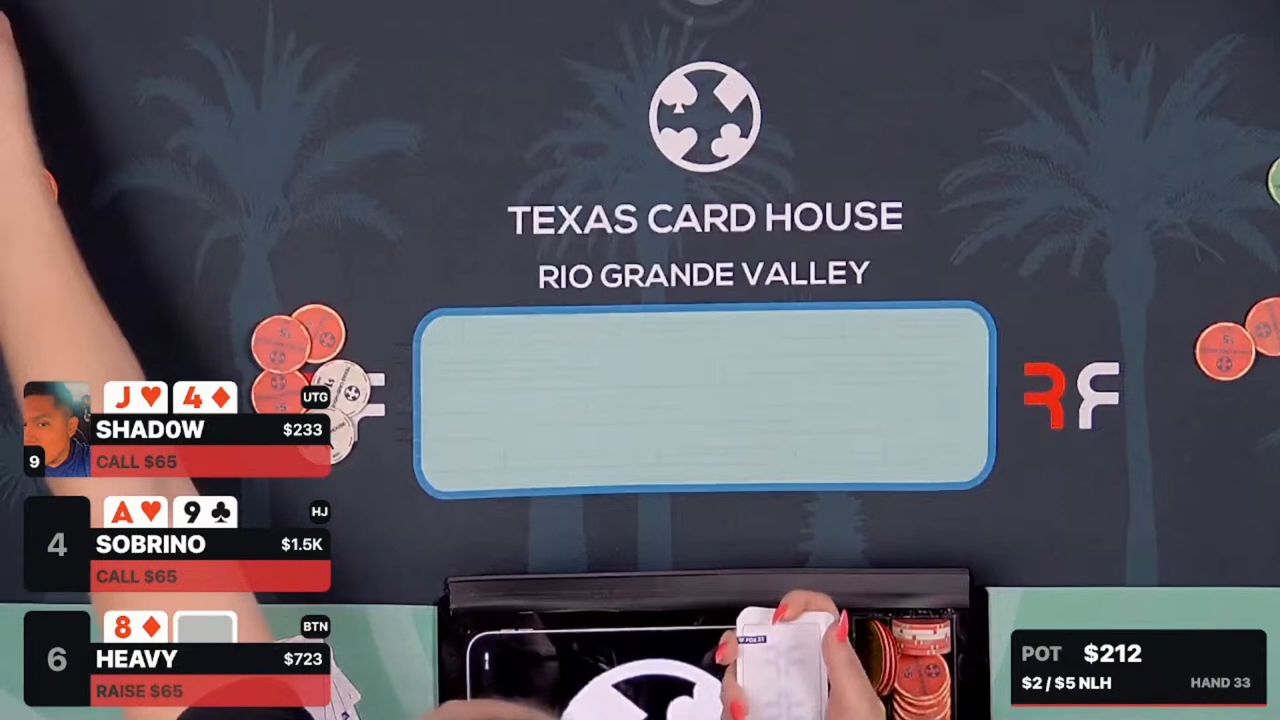 TEXAS CARD HOUSE
RIO GRANDE VALLEY
RF
J♥ 4♦ UTG
SHAD0W $233
9
CALL $65
A♥ 9♣ HJ
4 SOBRINO $1.5K
CALL $65
8♦ BTN
6 HEAVY $723
RAISE $65
POT $212
$2 / $5 NLH HAND 33